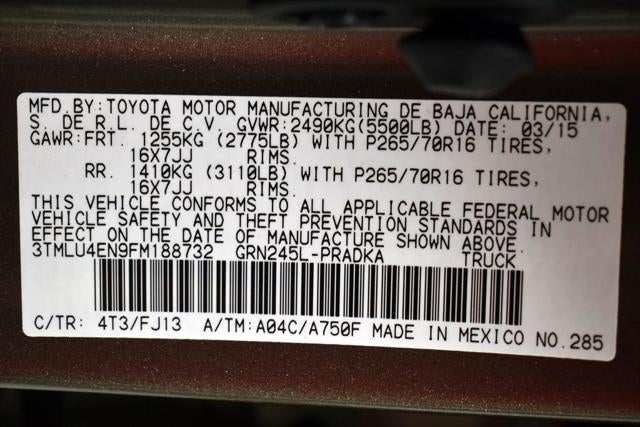 MFD.BY:TOYOTA MOTOR MANUFACTURING DE BAJA CALIFORNIA,
S. DE R.L. DE C.V. GVWR:2490KG(5500LB) DATE: 03/15
GAWR:FRT. 1255KG (2775LB) WITH P265/70R16 TIRES,
16X7JJ RIMS.
RR. 1410KG (3110LB) WITH P265/70R16 TIRES,
16X7JJ RIMS.
THIS VEHICLE CONFORMS TO ALL APPLICABLE FEDERAL MOTOR
VEHICLE SAFETY AND THEFT PREVENTION STANDARDS IN
EFFECT ON THE DATE OF MANUFACTURE SHOWN ABOVE.
3TMLU4EN9FM188732 GRN245L-PRADKA TRUCK
C/TR: 4T3/FJ13 A/TM:A04C/A750F MADE IN MEXICO NO.285